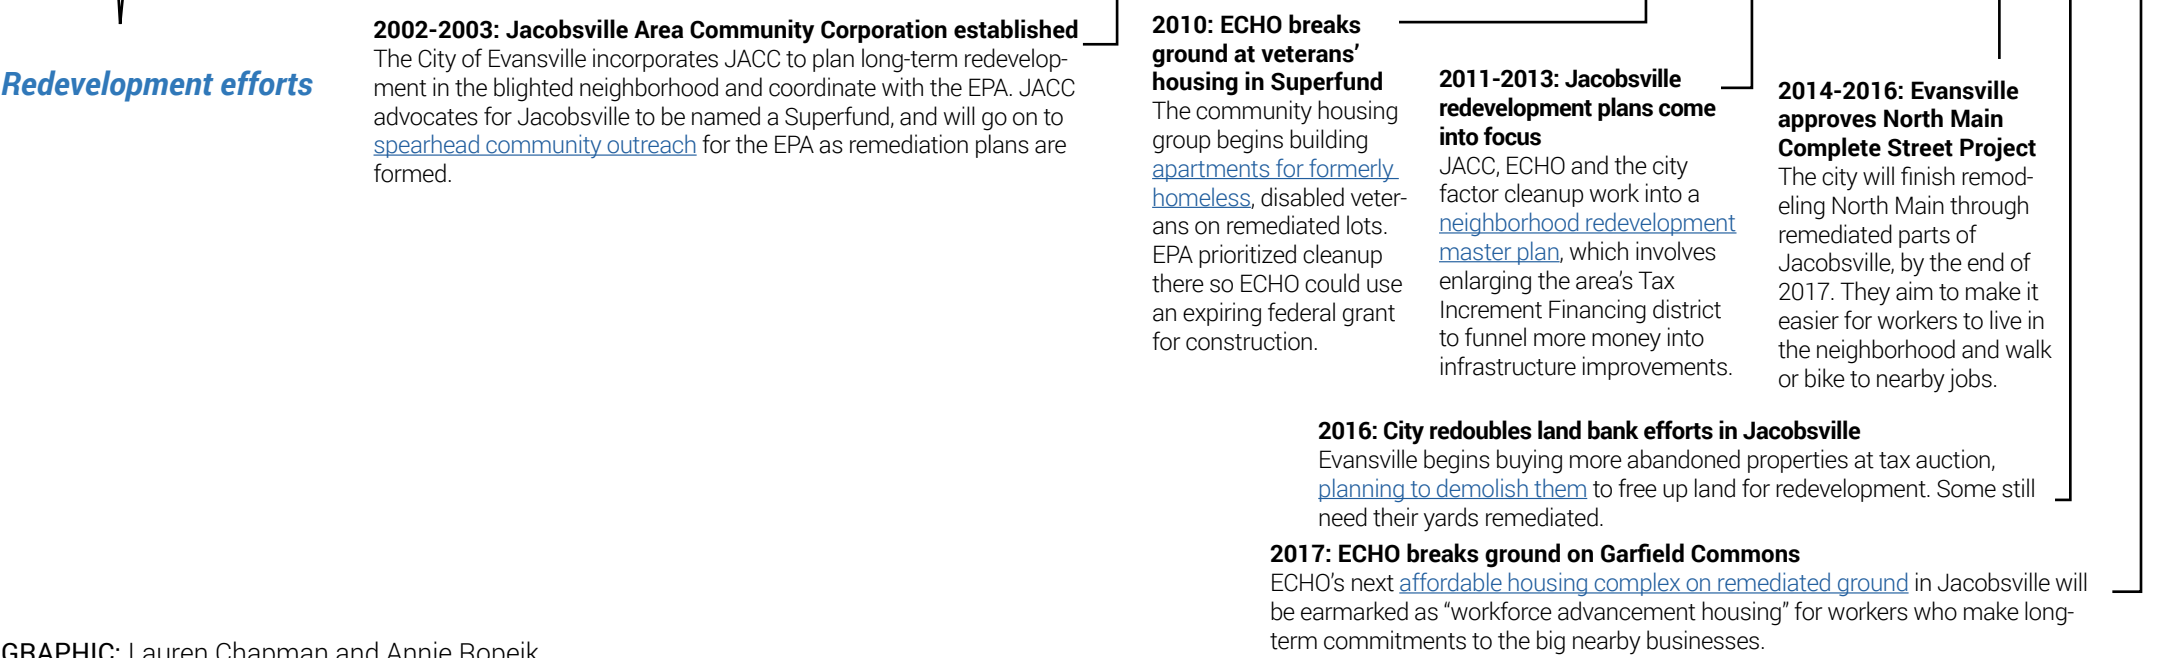 Redevelopment efforts
2002-2003: Jacobsville Area Community Corporation established
The City of Evansville incorporates JACC to plan long-term redevelop-
ment in the blighted neighborhood and coordinate with the EPA. JACC
advocates for Jacobsville to be named a Superfund, and will go on to
spearhead community outreach for the EPA as remediation plans are
formed.
2010: ECHO breaks
ground at veterans’
housing in Superfund
The community housing
group begins building
apartments for formerly
homeless, disabled veter-
ans on remediated lots.
EPA prioritized cleanup
there so ECHO could use
an expiring federal grant
for construction.
2011-2013: Jacobsville
redevelopment plans come
into focus
JACC, ECHO and the city
factor cleanup work into a
neighborhood redevelopment
master plan, which involves
enlarging the area’s Tax
Increment Financing district
to funnel more money into
infrastructure improvements.
2014-2016: Evansville
approves North Main
Complete Street Project
The city will finish remod-
eling North Main through
remediated parts of
Jacobsville, by the end of
2017. They aim to make it
easier for workers to live in
the neighborhood and walk
or bike to nearby jobs.
2016: City redoubles land bank efforts in Jacobsville
Evansville begins buying more abandoned properties at tax auction,
planning to demolish them to free up land for redevelopment. Some still
need their yards remediated.
2017: ECHO breaks ground on Garfield Commons
ECHO’s next affordable housing complex on remediated ground in Jacobsville will
be earmarked as “workforce advancement housing” for workers who make long-
term commitments to the big nearby businesses.
GRAPHIC: Lauren Chapman and Annie Ropeik